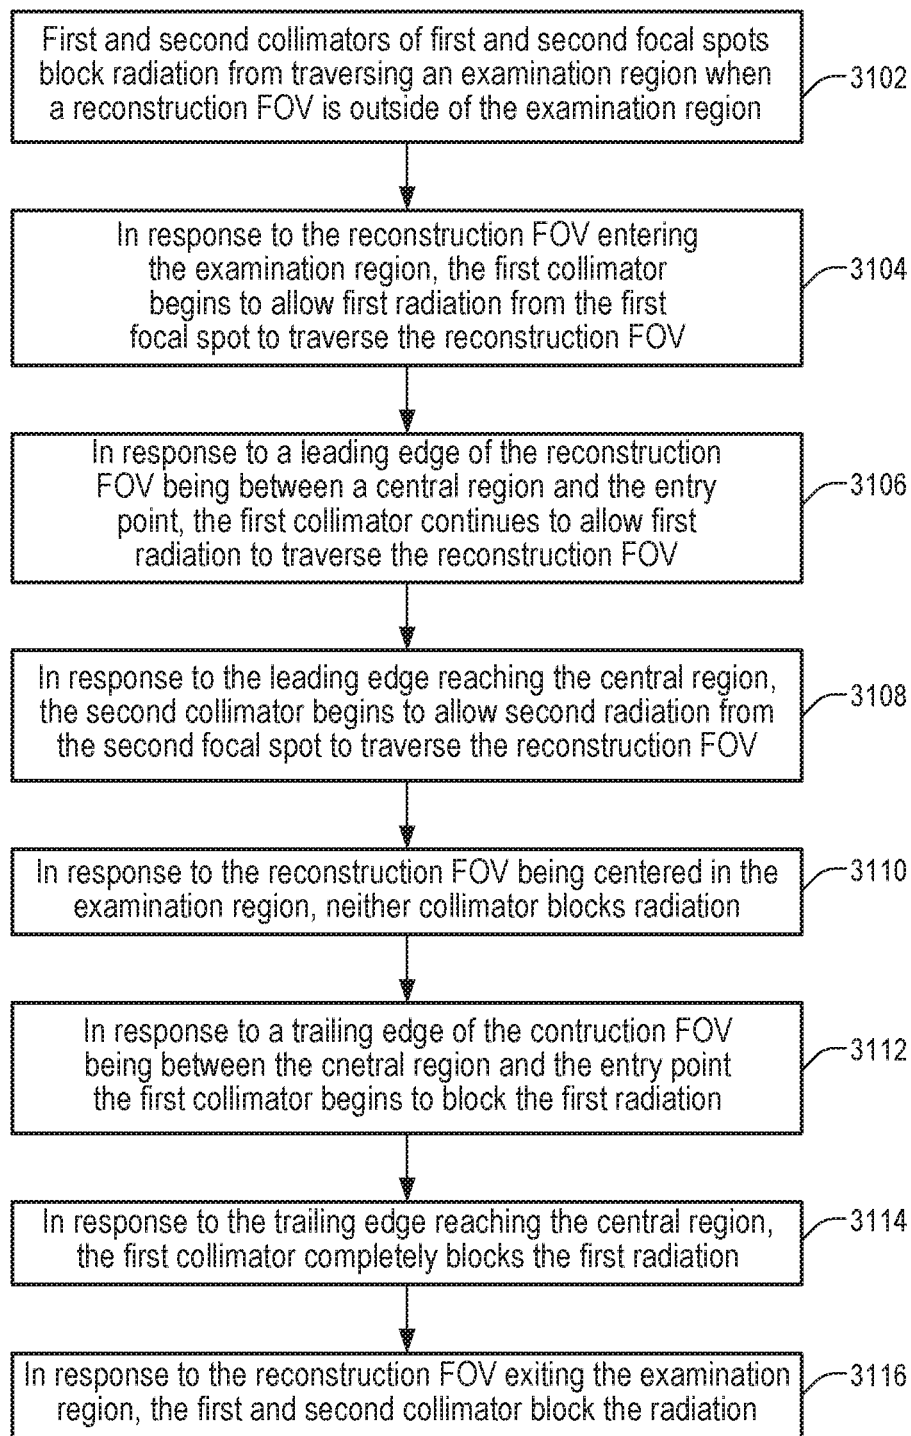 First and second collimators of first and second focal spots
block radiation from traversing an examination region when
a reconstruction FOV is outside of the examination region
3102
In response to the reconstruction FOV entering
the examination region, the first collimator
begins to allow first radiation from the first
focal spot to traverse the reconstruction FOV
3104
In response to a leading edge of the reconstruction
FOV being between a central region and the entry
point, the first collimator continues to allow first
radiation to traverse the reconstruction FOV
3106
In response to the leading edge reaching the central region,
the second collimator begins to allow second radiation from
the second focal spot to traverse the reconstruction FOV
3108
In response to the reconstruction FOV being centered in the
examination region, neither collimator blocks radiation
3110
In response to a trailing edge of the contruction FOV
being between the cnetral region and the entry point
the first collimator begins to block the first radiation
3112
In response to the trailing edge reaching the central region,
the first collimator completely blocks the first radiation
3114
In response to the reconstruction FOV exiting the examination
region, the first and second collimator block the radiation
3116